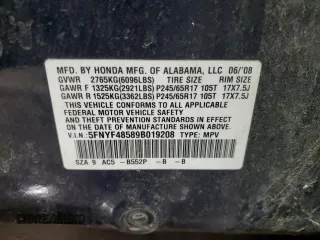 MFD. BY HONDA MFG. OF ALABAMA, LLC 06/'08
GVWR 2765KG(6096LBS) TIRE SIZE RIM SIZE
GAWR F 1325KG(2921LBS) P245/65R17 105T 17X7.5J
GAWR R 1525KG(3362LBS) P245/65R17 105T 17X7.5J
THIS VEHICLE CONFORMS TO ALL APPLICABLE
FEDERAL MOTOR VEHICLE SAFETY AND
THEFT PREVENTION STANDARDS IN EFFECT ON
THE DATE OF MANUFACTURE SHOWN ABOVE.
V.I.N.: 5FNYF48589B019208 TYPE: MPV
SZA 9 AC5 -B552P -B -B